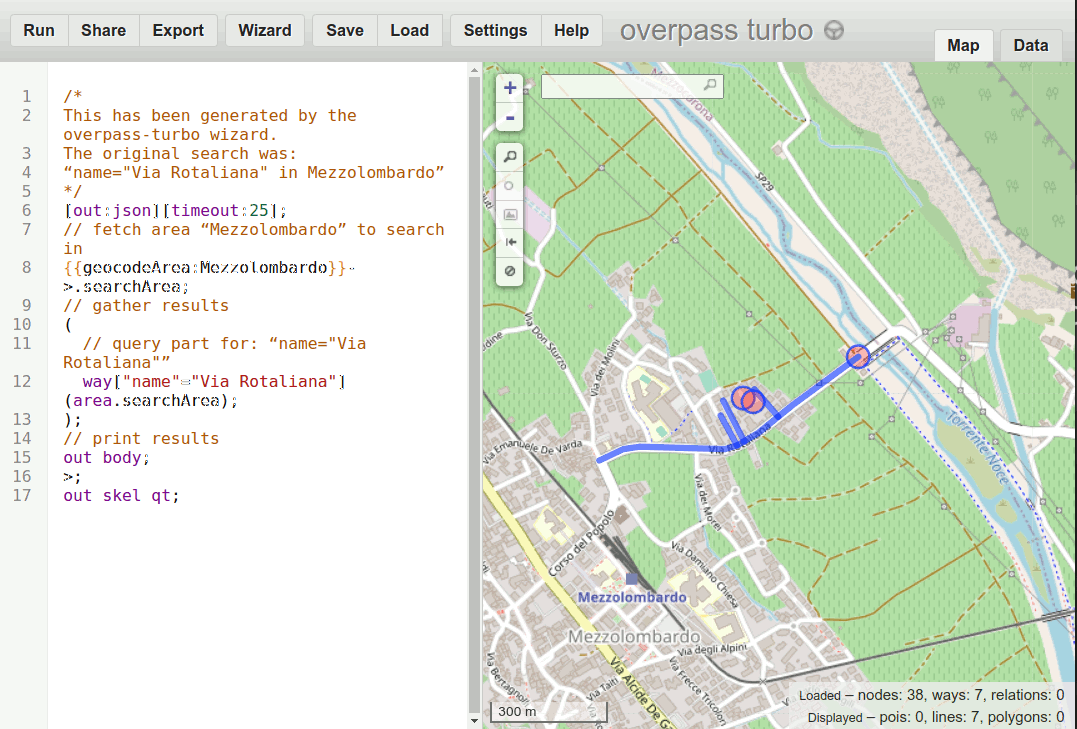 Run Share Export Wizard Save Load Settings Help overpass turbo Map Data
1 /*
2 This has been generated by the
overpass-turbo wizard.
3 The original search was:
4 “name="Via Rotaliana" in Mezzolombardo”
5 */
6 [out:json][timeout:25];
7 // fetch area “Mezzolombardo” to search
in
8 {{geocodeArea:Mezzolombardo}}-
>.searchArea;
9 // gather results
10 (
11 // query part for: “name="Via
Rotaliana"”
12 way["name"="Via Rotaliana"]
(area.searchArea);
13 );
14 // print results
15 out body;
16 >;
17 out skel qt;
+
-
Mezzocorona
SP29
Via Don Sturzo
Via dei Molini
Via Emanuele De Varda
Via Rotaliana
Torrente Noce
Via dei Morei
Corso del Popolo
Via Damiano Chiesa
Mezzolombardo
Mezzolombardo
Via degli Alpini
Via Bertagnoll
Via Taiti
Via Alcide De Ga
Via Frecce Tricolori
300 m
Loaded – nodes: 38, ways: 7, relations: 0
Displayed – pois: 0, lines: 7, polygons: 0